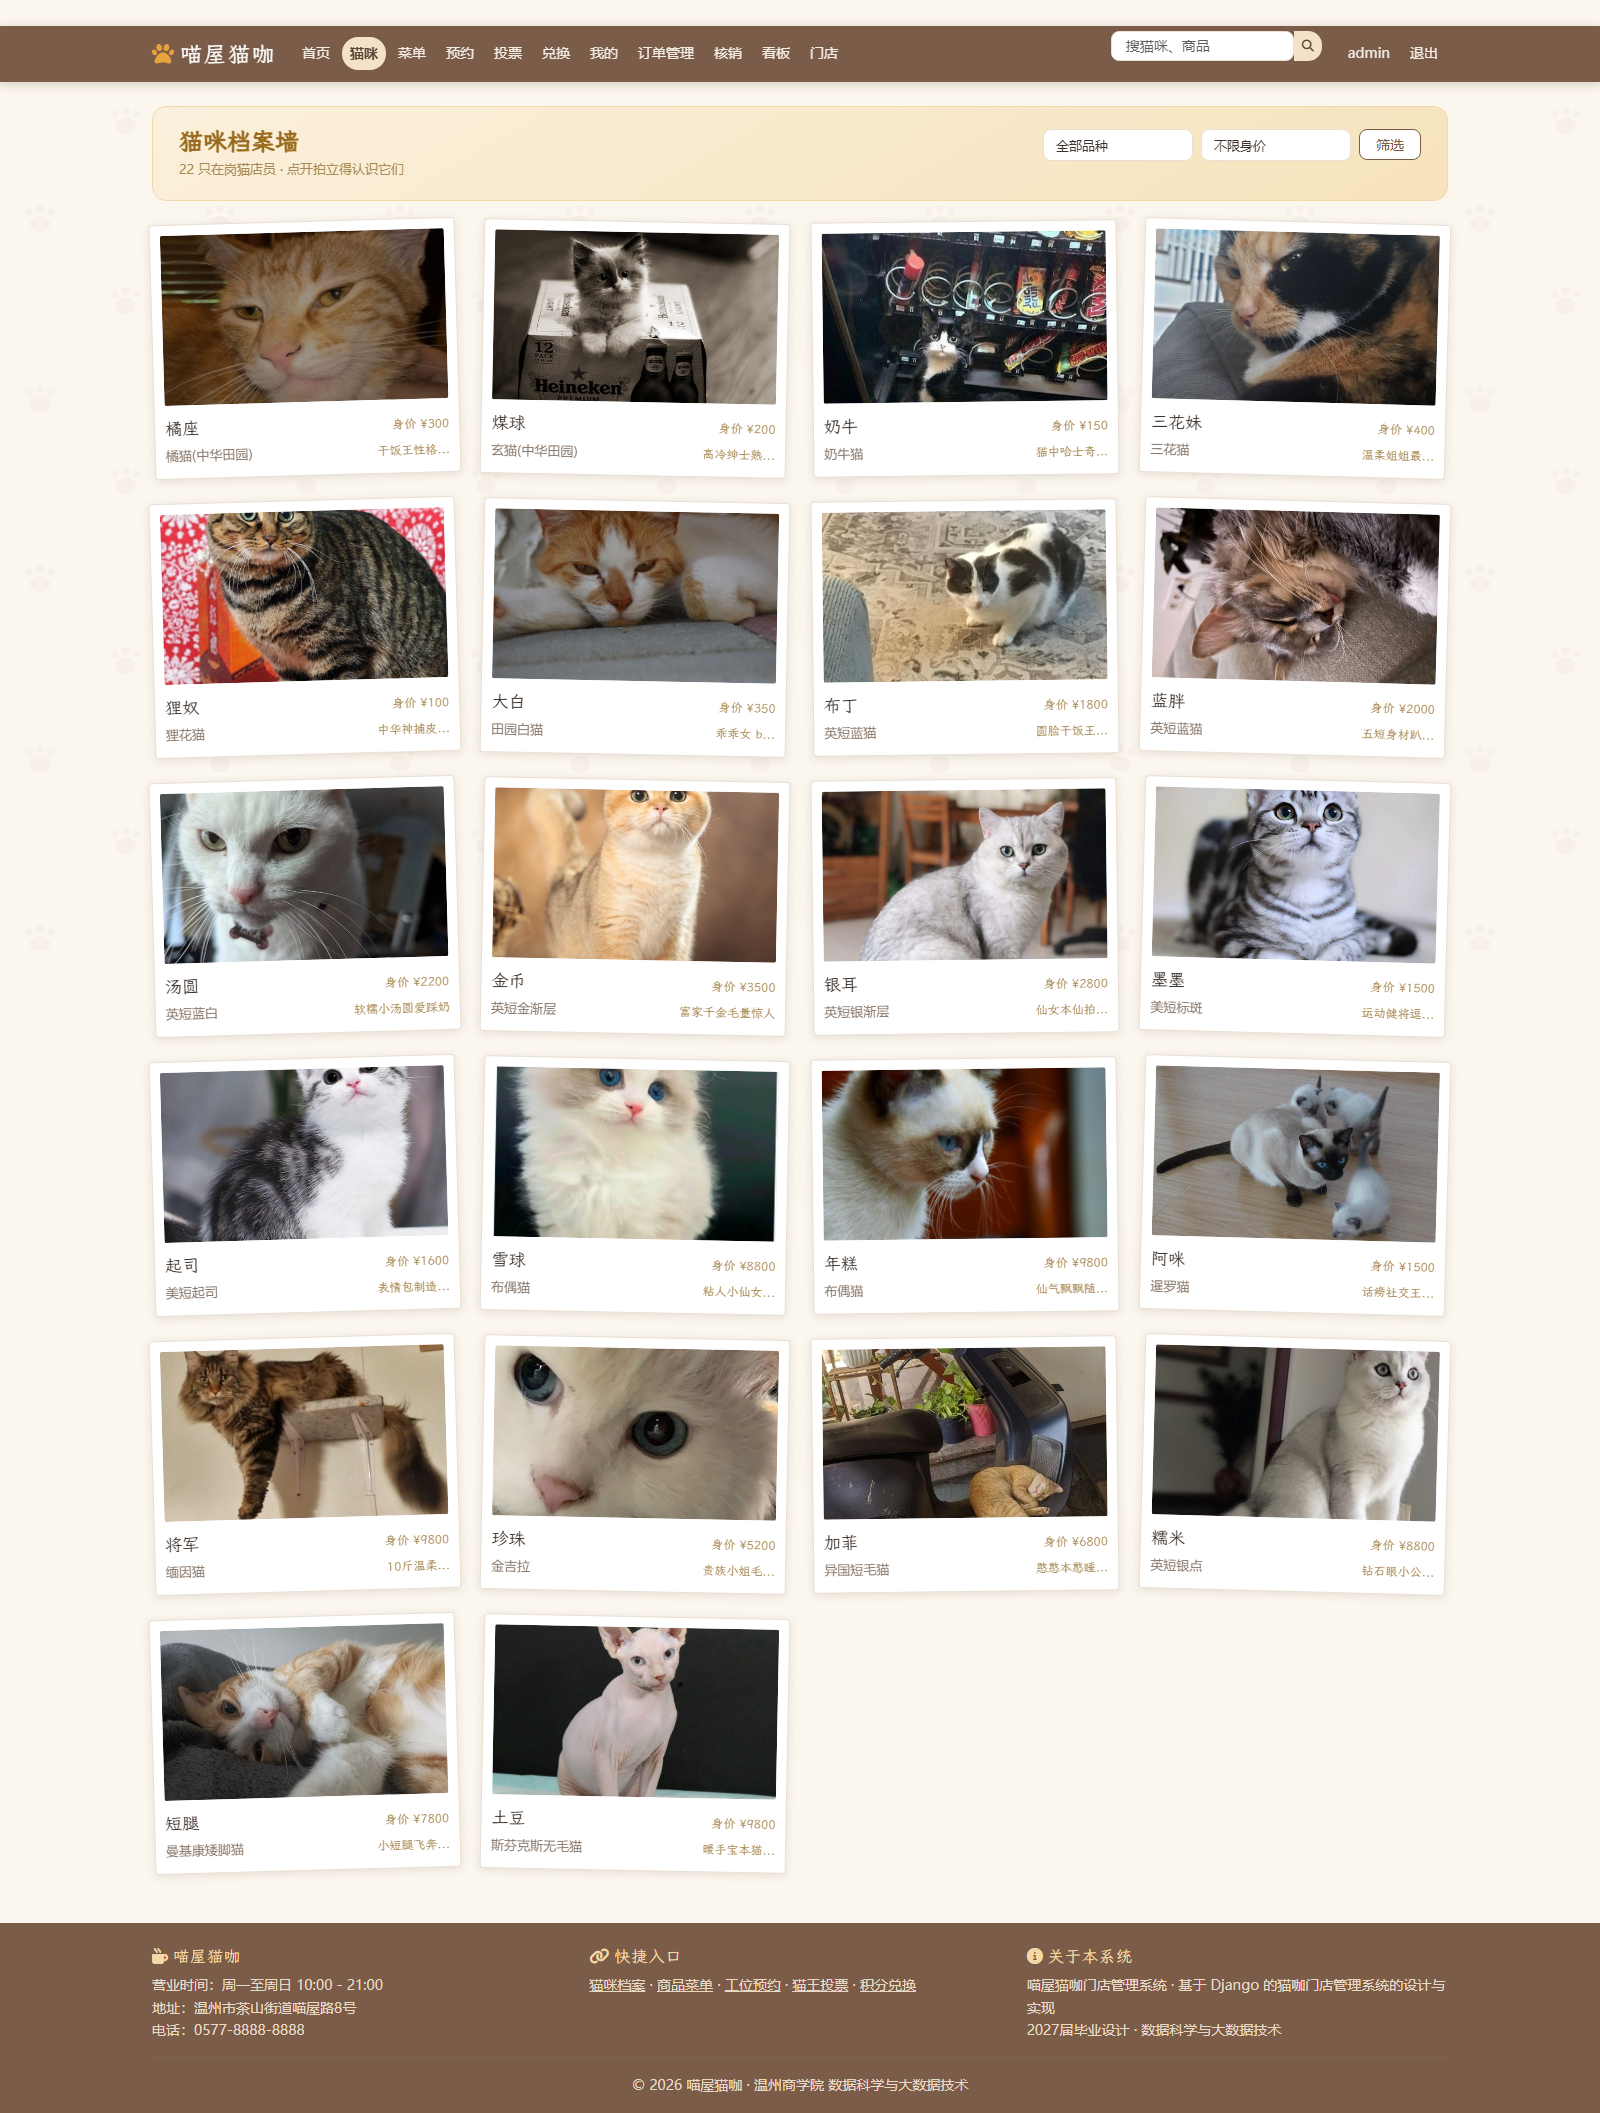 喵屋猫咖 首页 猫咪 菜单 预约 投票 兑换 我的 订单管理 核销 看板 门店 搜猫咪、商品 admin 退出
猫咪档案墙
22 只在岗猫店员 · 点开拍立得认识它们
全部品种 不限身价 筛选
12
PACK
Heineken
PREMIUM
12
JUICY FRUIT
TWIX
橘座 身价 ¥300
橘猫(中华田园) 干饭王性格…
煤球 身价 ¥200
玄猫(中华田园) 高冷绅士熟…
奶牛 身价 ¥150
奶牛猫 猫中哈士奇…
三花妹 身价 ¥400
三花猫 温柔姐姐最…
狸奴 身价 ¥100
狸花猫 中华神捕皮…
大白 身价 ¥350
田园白猫 乖乖女 b…
布丁 身价 ¥1800
英短蓝猫 圆脸干饭王…
蓝胖 身价 ¥2000
英短蓝猫 五短身材趴…
汤圆 身价 ¥2200
英短蓝白 软糯小汤圆爱踩奶
金币 身价 ¥3500
英短金渐层 富家千金毛量惊人
银耳 身价 ¥2800
英短银渐层 仙女本仙拍…
墨墨 身价 ¥1500
美短标斑 运动健将逗…
起司 身价 ¥1600
美短起司 表情包制造…
雪球 身价 ¥8800
布偶猫 粘人小仙女…
年糕 身价 ¥9800
布偶猫 仙气飘飘随…
阿咪 身价 ¥1500
暹罗猫 话痨社交王…
将军 身价 ¥9800
缅因猫 10斤温柔…
珍珠 身价 ¥5200
金吉拉 贵族小姐毛…
加菲 身价 ¥6800
异国短毛猫 憨憨本憨睡…
糯米 身价 ¥8800
英短银点 钻石眼小公…
短腿 身价 ¥7800
曼基康矮脚猫 小短腿飞奔…
土豆 身价 ¥9800
斯芬克斯无毛猫 暖手宝本猫…
喵屋猫咖
营业时间：周一至周日 10:00 - 21:00
地址：温州市茶山街道喵屋路8号
电话：0577-8888-8888
快捷入口
猫咪档案 · 商品菜单 · 工位预约 · 猫王投票 · 积分兑换
关于本系统
喵屋猫咖门店管理系统 · 基于 Django 的猫咖门店管理系统的设计与
实现
2027届毕业设计 · 数据科学与大数据技术
© 2026 喵屋猫咖 · 温州商学院 数据科学与大数据技术